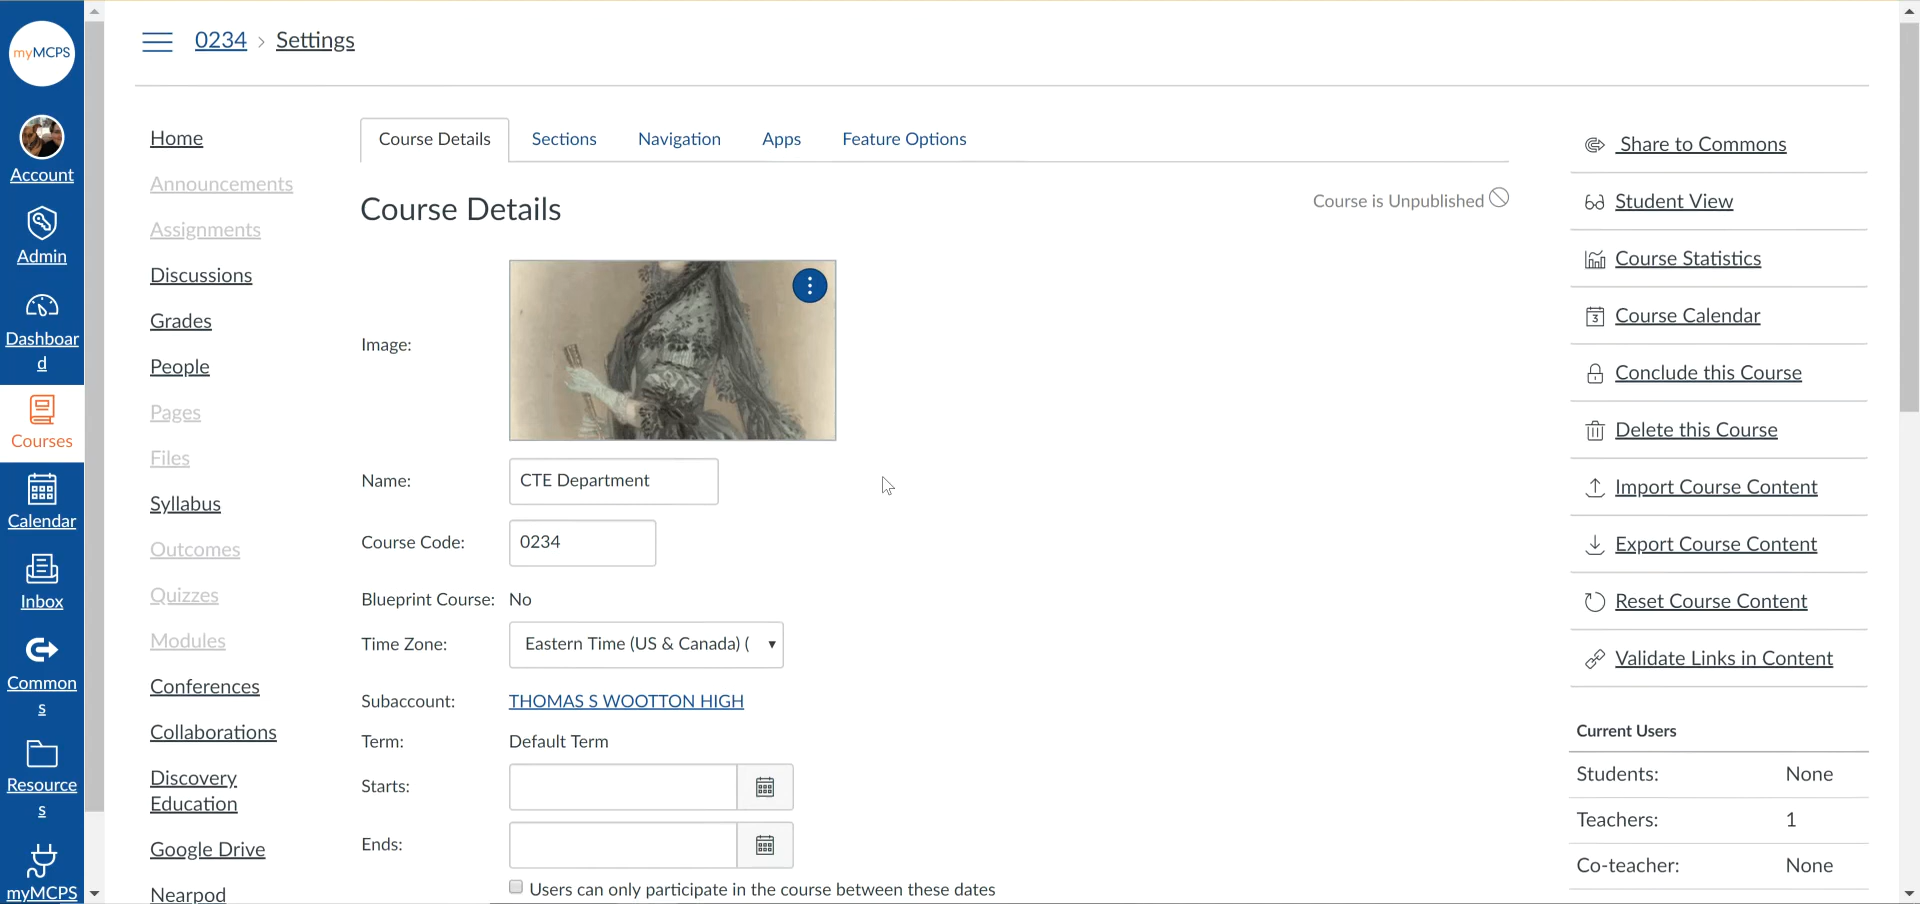 myMCPS
Account
Admin
Dashboar
d
Courses
Calendar
Inbox
Common
s
Resource
s
myMCPS
0234 > Settings
Home
Announcements
Assignments
Discussions
Grades
People
Pages
Files
Syllabus
Outcomes
Quizzes
Modules
Conferences
Collaborations
Discovery
Education
Google Drive
Nearpod
Course Details Sections Navigation Apps Feature Options
Course Details
Course is Unpublished
Image:
Name: CTE Department
Course Code: 0234
Blueprint Course: No
Time Zone: Eastern Time (US & Canada) (
Subaccount: THOMAS S WOOTTON HIGH
Term: Default Term
Starts:
Ends:
Users can only participate in the course between these dates
Share to Commons
Student View
Course Statistics
3 Course Calendar
Conclude this Course
Delete this Course
Import Course Content
Export Course Content
Reset Course Content
Validate Links in Content
Current Users
Students: None
Teachers: 1
Co-teacher: None